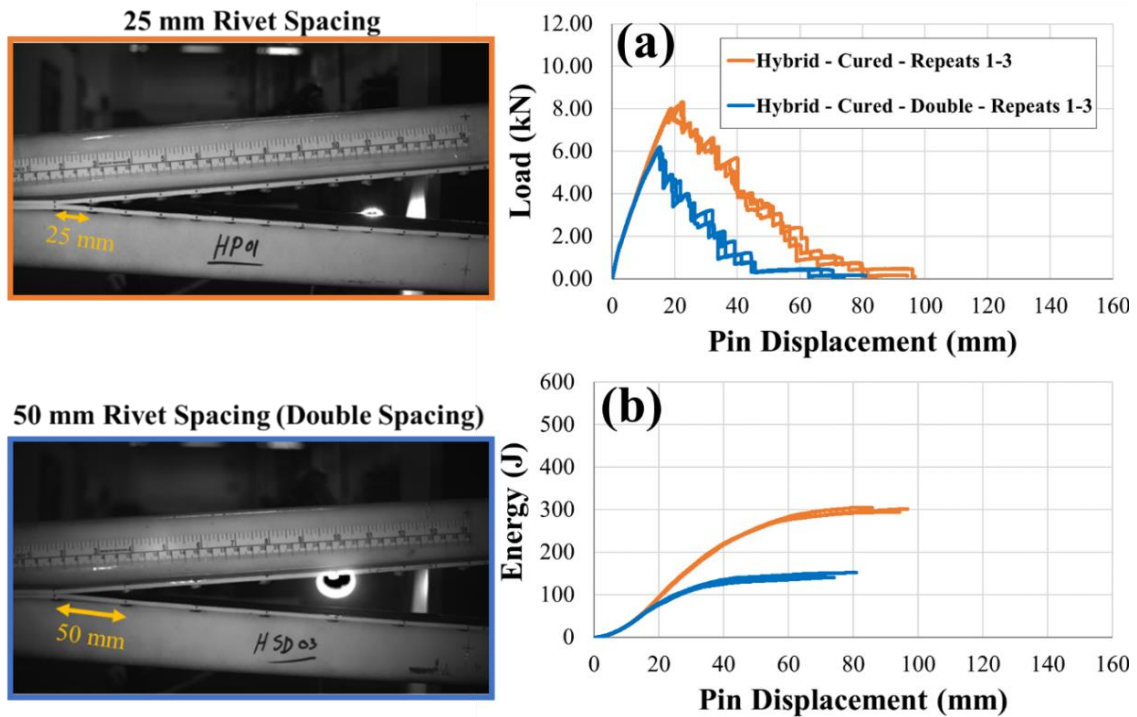 25 mm Rivet Spacing
25 mm
HP01
(a)
Hybrid - Cured - Repeats 1-3
Hybrid - Cured - Double - Repeats 1-3
Load (kN)
12.00
10.00
8.00
6.00
4.00
2.00
0.00
0 20 40 60 80 100 120 140 160
Pin Displacement (mm)
50 mm Rivet Spacing (Double Spacing)
50 mm
HSD03
(b)
Energy (J)
600
500
400
300
200
100
0
0 20 40 60 80 100 120 140 160
Pin Displacement (mm)